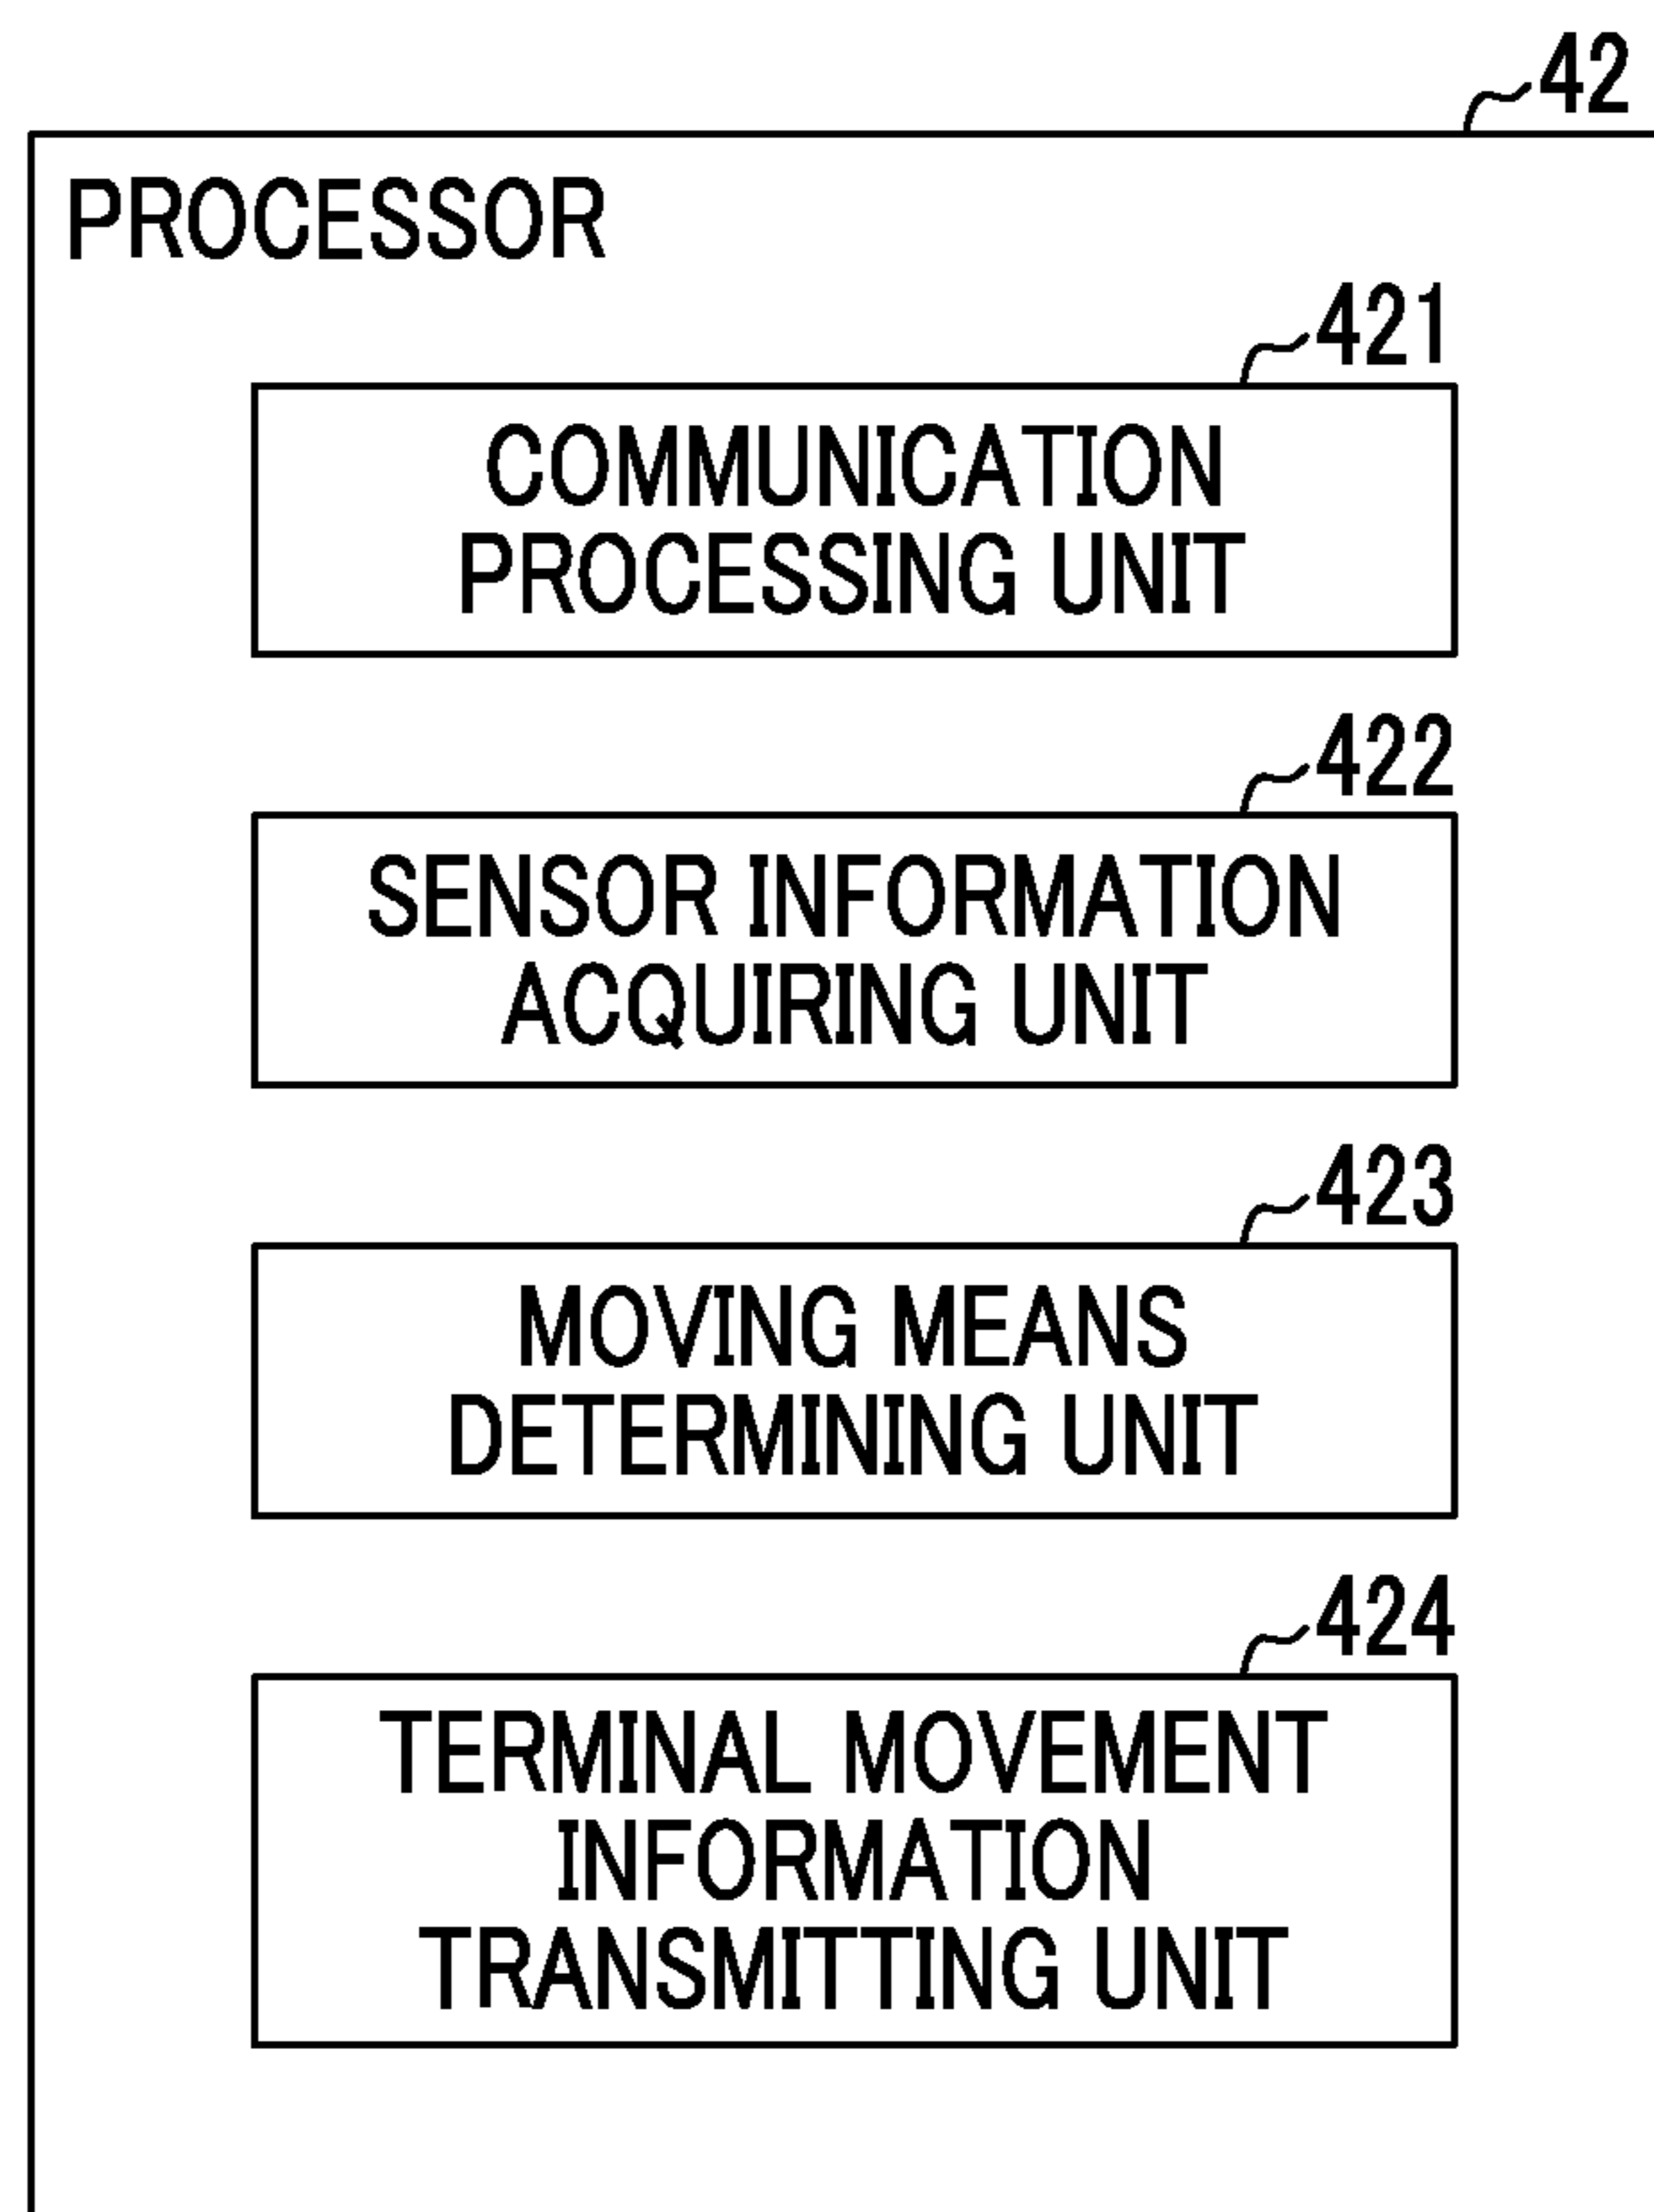 42
PROCESSOR
421
COMMUNICATION
PROCESSING UNIT
422
SENSOR INFORMATION
ACQUIRING UNIT
423
MOVING MEANS
DETERMINING UNIT
424
TERMINAL MOVEMENT
INFORMATION
TRANSMITTING UNIT